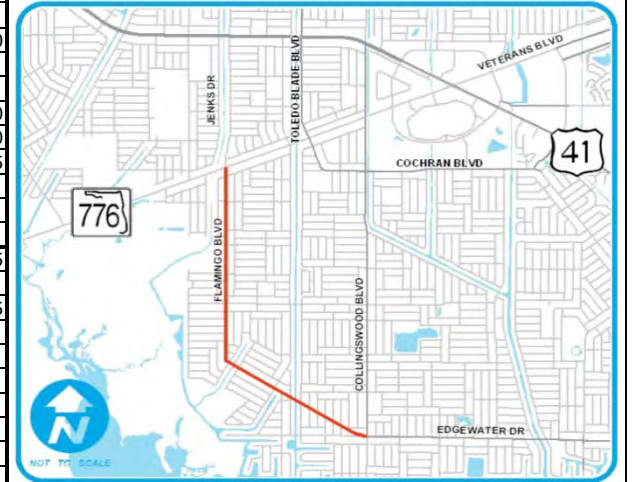 VETERANS BLVD
TOLEDO BLADE BLVD
JENKS DR
COCHRAN BLVD
41
776
FLAMINGO BLVD
COLLINGSWOOD BLVD
N
EDGEWATER DR
NOT TO SCALE